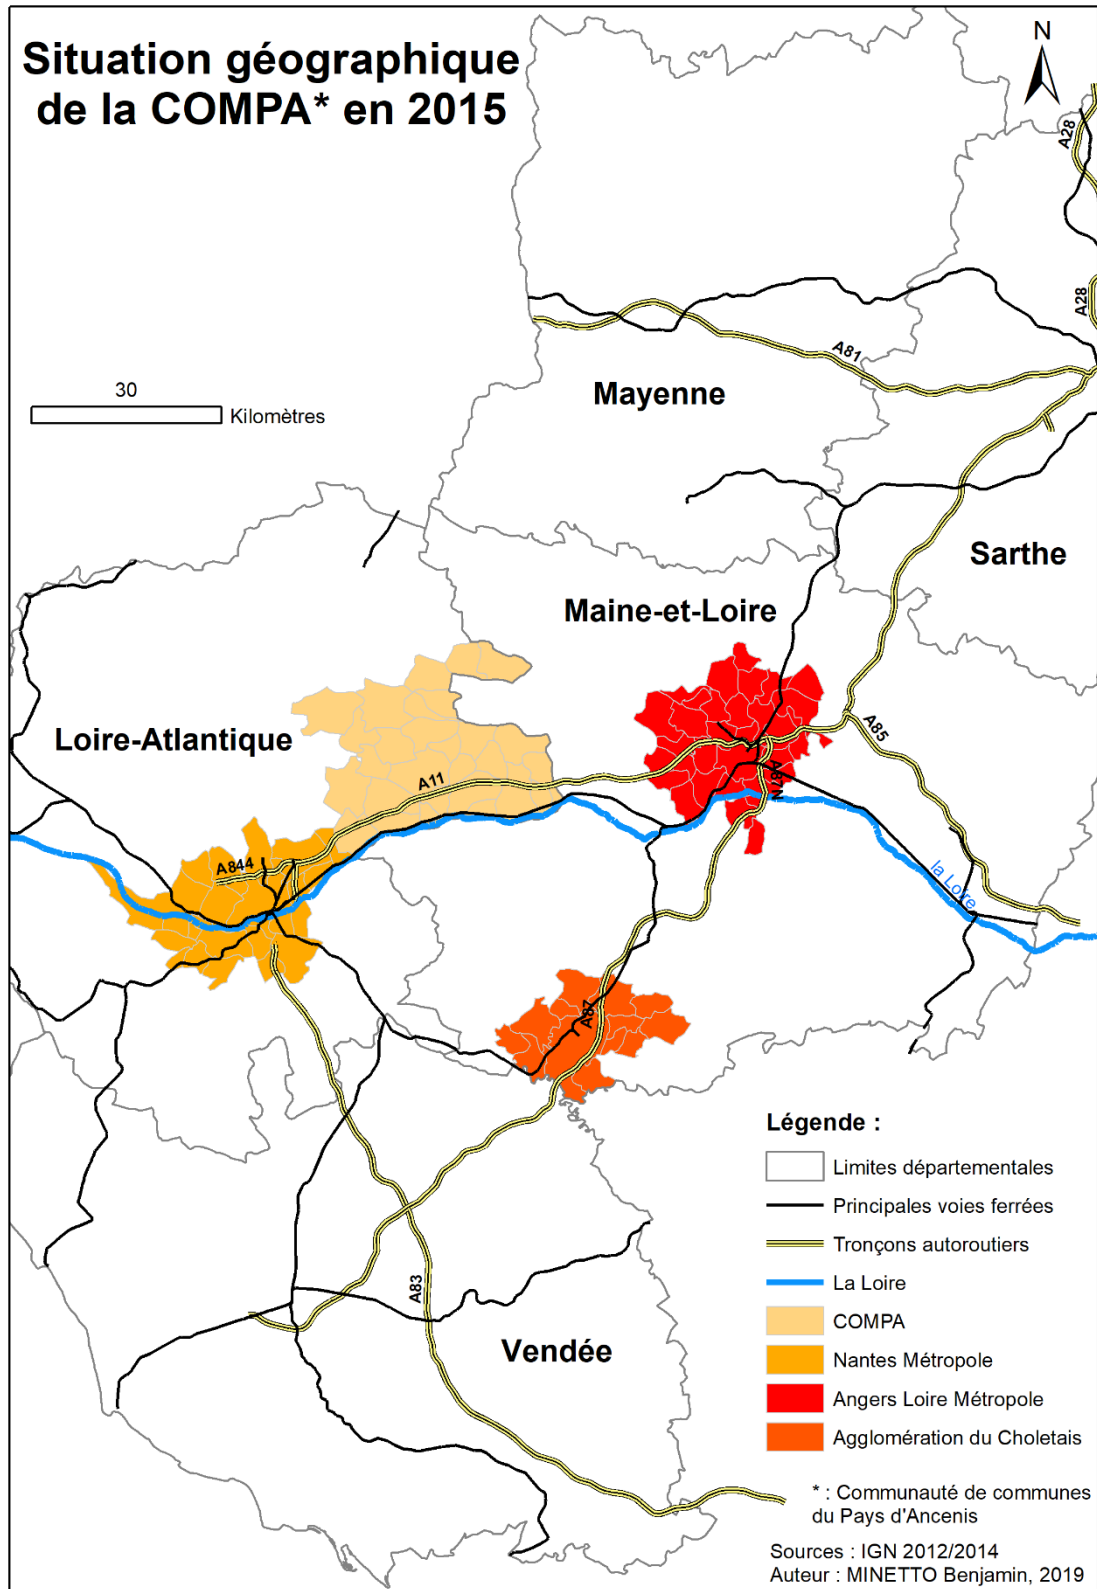 Situation géographique
de la COMPA* en 2015
N
A28
A28
A81
30
Kilomètres
Mayenne
Sarthe
Maine-et-Loire
Loire-Atlantique
A85
A11
A87N
A844
la Loire
A87
Légende :
Limites départementales
Principales voies ferrées
Tronçons autoroutiers
La Loire
COMPA
Nantes Métropole
Angers Loire Métropole
Agglomération du Choletais
A83
Vendée
* : Communauté de communes
du Pays d'Ancenis
Sources : IGN 2012/2014
Auteur : MINETTO Benjamin, 2019